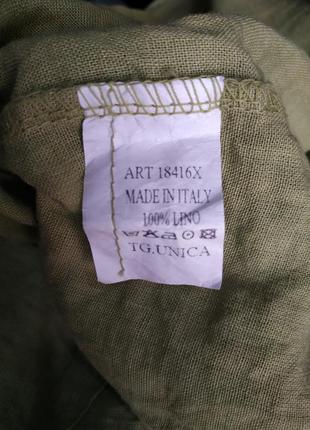 ART 18416X
MADE IN ITALY
100% LINO
TG.UNICA